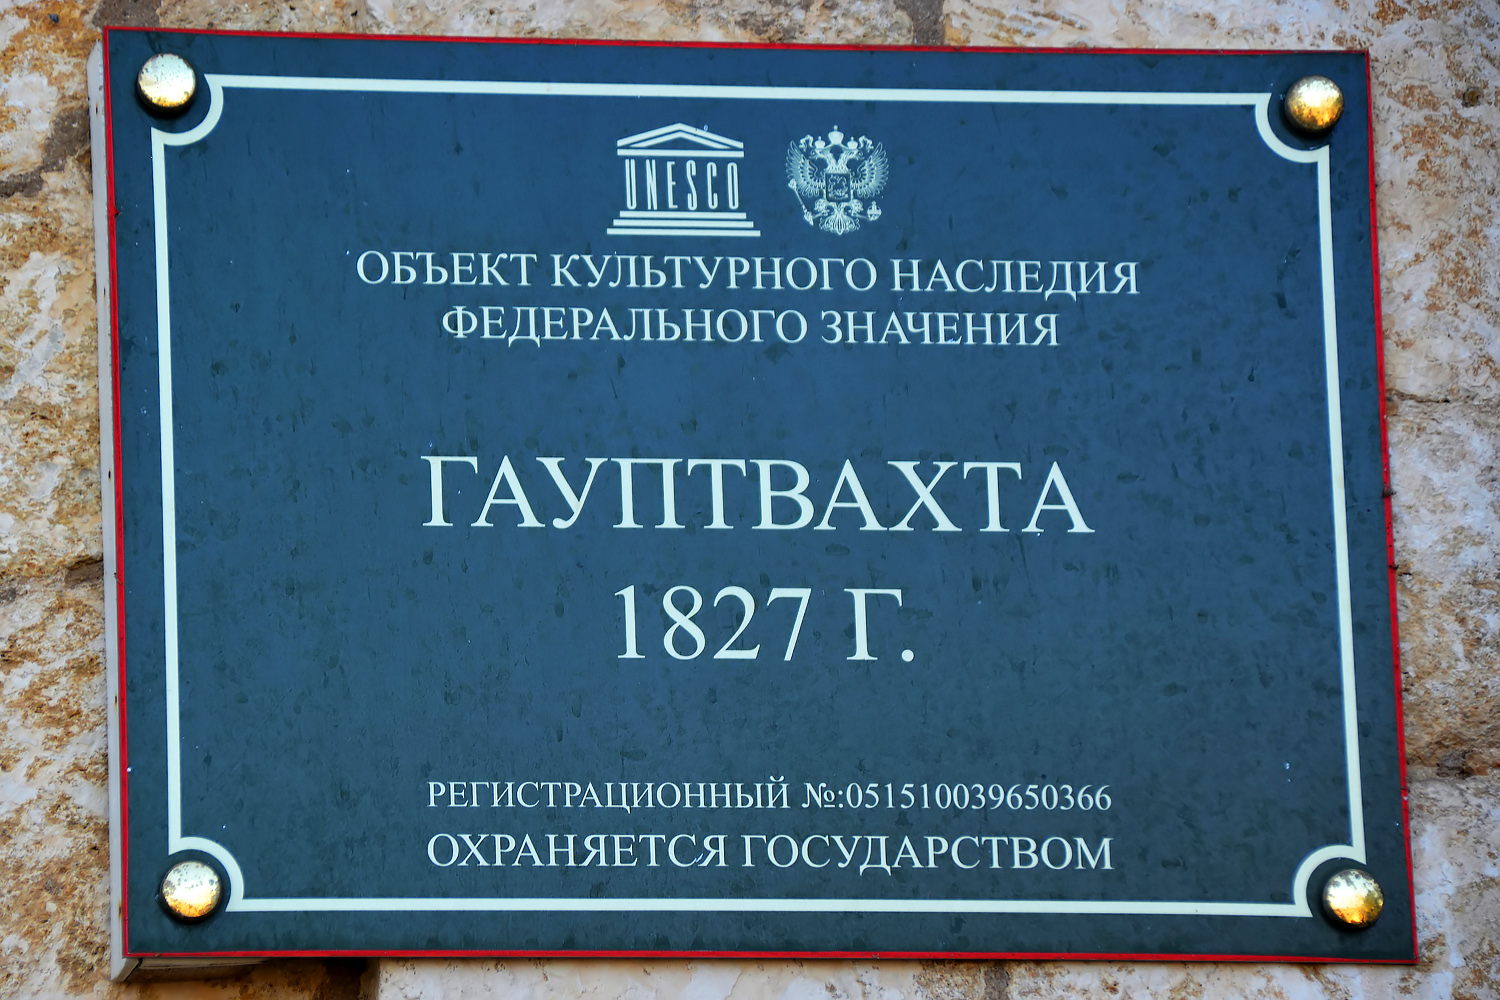 UNESCO
ОБЪЕКТ КУЛЬТУРНОГО НАСЛЕДИЯ
ФЕДЕРАЛЬНОГО ЗНАЧЕНИЯ
ГАУПТВАХТА
1827 Г.
РЕГИСТРАЦИОННЫЙ №:051510039650366
ОХРАНЯЕТСЯ ГОСУДАРСТВОМ